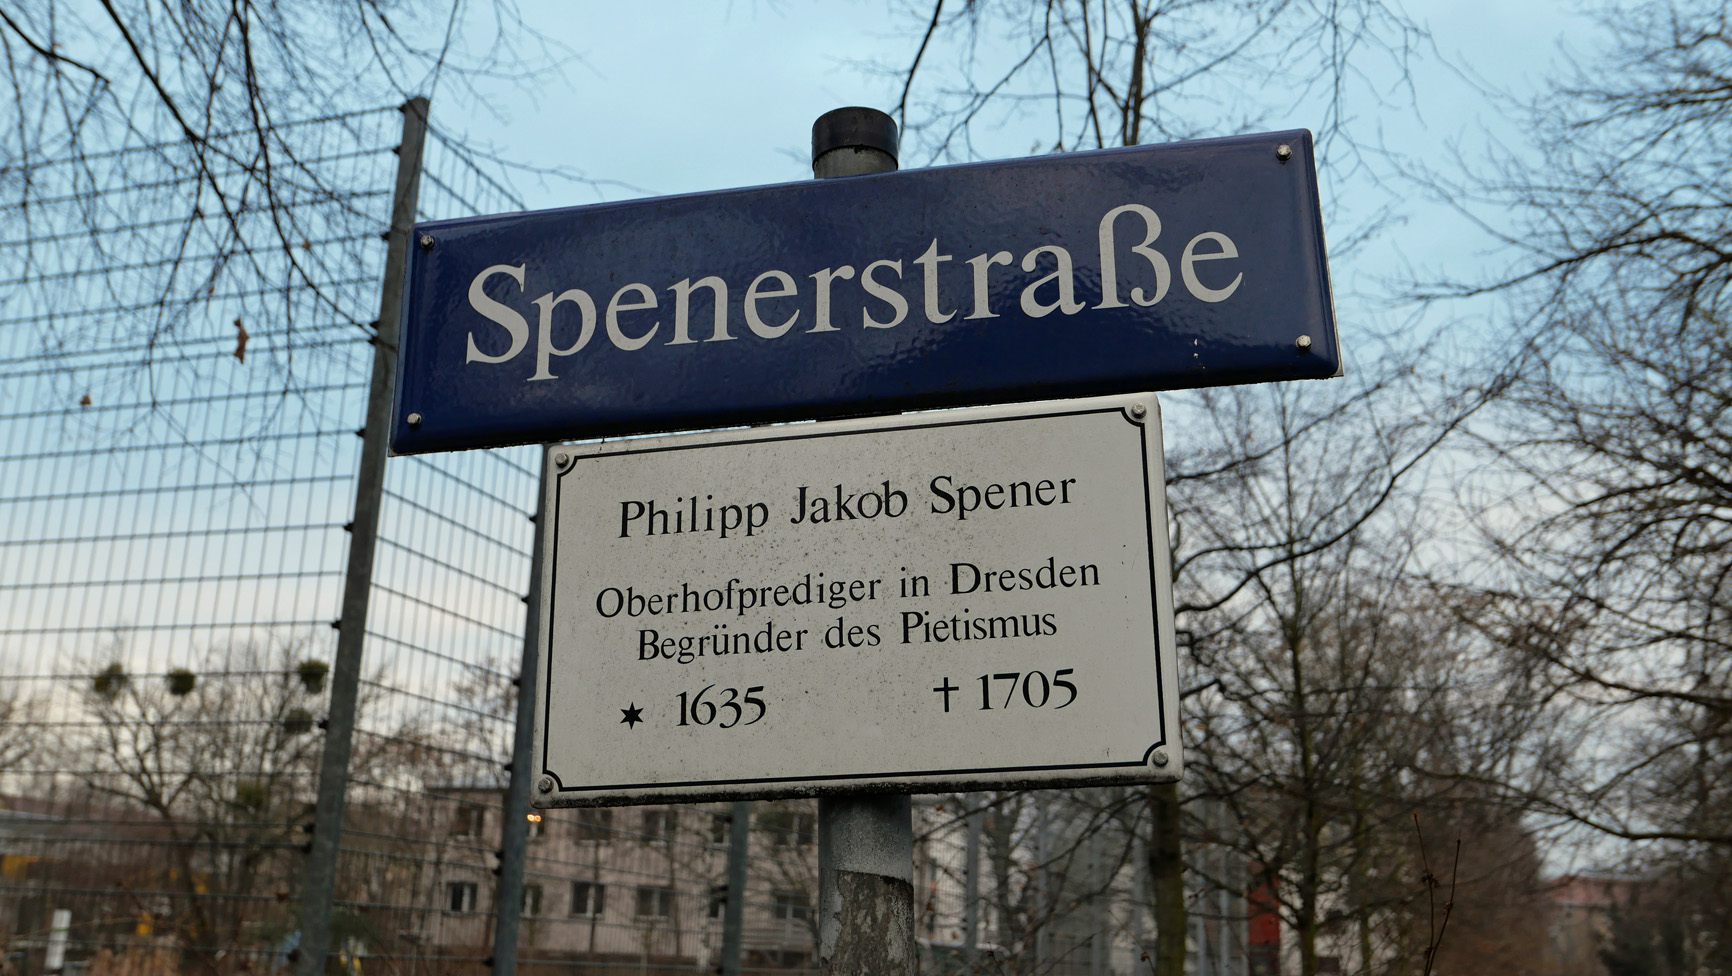 Spenerstraße
Philipp Jakob Spener
Oberhofprediger in Dresden
Begründer des Pietismus
✶ 1635 † 1705